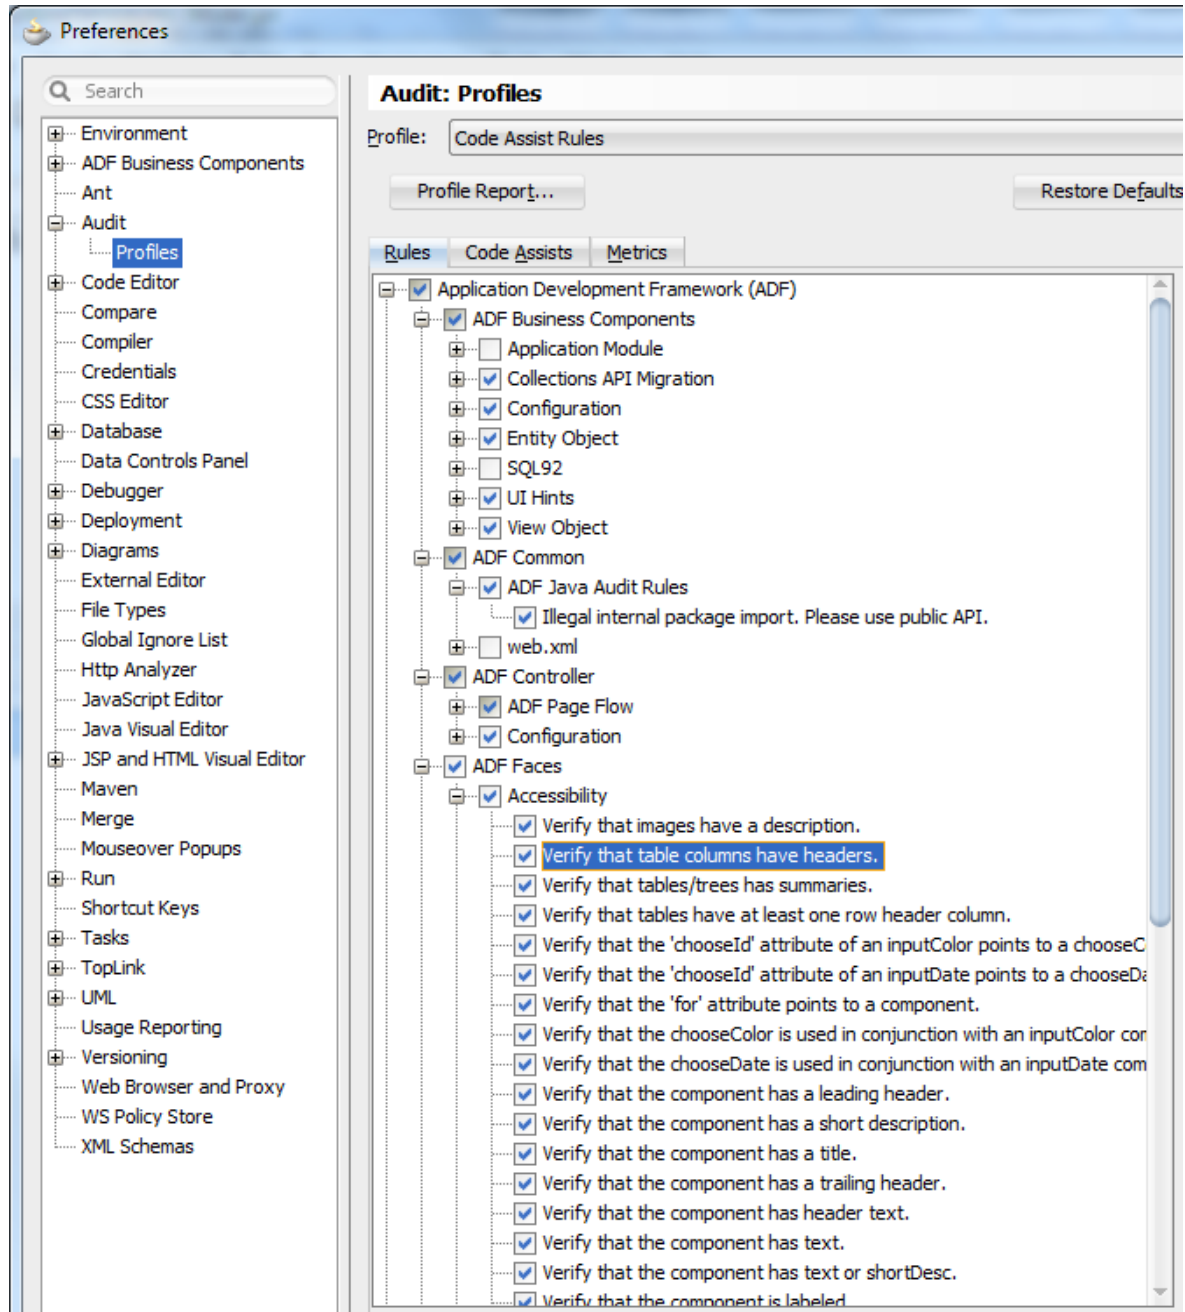 Preferences
Search
Environment
ADF Business Components
Ant
Audit
Profiles
Code Editor
Compare
Compiler
Credentials
CSS Editor
Database
Data Controls Panel
Debugger
Deployment
Diagrams
External Editor
File Types
Global Ignore List
Http Analyzer
JavaScript Editor
Java Visual Editor
JSP and HTML Visual Editor
Maven
Merge
Mouseover Popups
Run
Shortcut Keys
Tasks
TopLink
UML
Usage Reporting
Versioning
Web Browser and Proxy
WS Policy Store
XML Schemas
Audit: Profiles
Profile: Code Assist Rules
Profile Report... Restore Defaults
Rules Code Assists Metrics
Application Development Framework (ADF)
ADF Business Components
Application Module
Collections API Migration
Configuration
Entity Object
SQL92
UI Hints
View Object
ADF Common
ADF Java Audit Rules
Illegal internal package import. Please use public API.
web.xml
ADF Controller
ADF Page Flow
Configuration
ADF Faces
Accessibility
Verify that images have a description.
Verify that table columns have headers.
Verify that tables/trees has summaries.
Verify that tables have at least one row header column.
Verify that the 'chooseId' attribute of an inputColor points to a chooseC
Verify that the 'chooseId' attribute of an inputDate points to a chooseDa
Verify that the 'for' attribute points to a component.
Verify that the chooseColor is used in conjunction with an inputColor com
Verify that the chooseDate is used in conjunction with an inputDate com
Verify that the component has a leading header.
Verify that the component has a short description.
Verify that the component has a title.
Verify that the component has a trailing header.
Verify that the component has header text.
Verify that the component has text.
Verify that the component has text or shortDesc.
Verify that the component is labeled